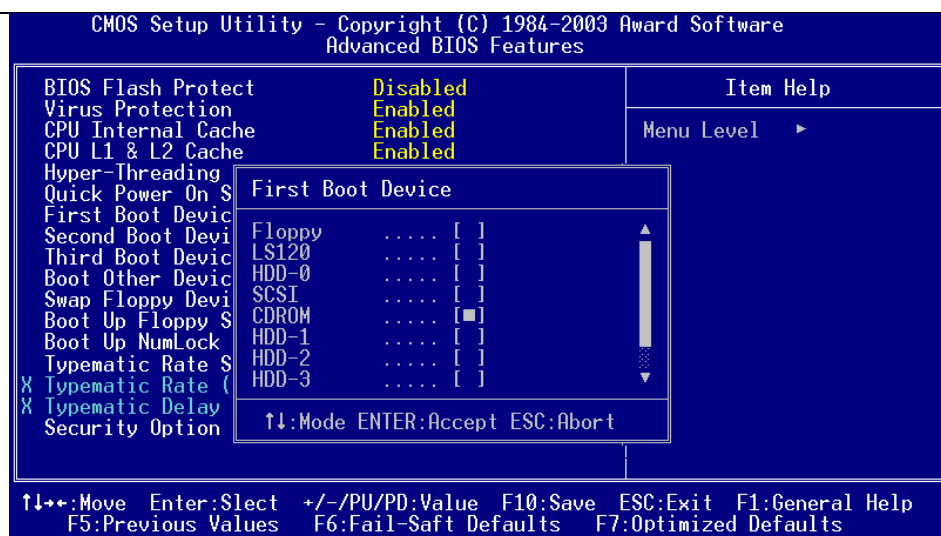 CMOS Setup Utility - Copyright (C) 1984-2003 Award Software
Advanced BIOS Features
BIOS Flash Protect Disabled
Virus Protection Enabled
CPU Internal Cache Enabled
CPU L1 & L2 Cache Enabled
Hyper-Threading
Quick Power On S
First Boot Devic
Second Boot Devi
Third Boot Devic
Boot Other Devic
Swap Floppy Devi
Boot Up Floppy S
Boot Up NumLock
Typematic Rate S
X Typematic Rate (
X Typematic Delay
Security Option
First Boot Device
Floppy ..... [ ]
LS120 ..... [ ]
HDD-0 ..... [ ]
SCSI ..... [ ]
CDROM ..... [■]
HDD-1 ..... [ ]
HDD-2 ..... [ ]
HDD-3 ..... [ ]
↑↓:Mode ENTER:Accept ESC:Abort
Item Help
Menu Level ►
↑↓→←:Move Enter:Slect +/-/PU/PD:Value F10:Save ESC:Exit F1:General Help
F5:Previous Values F6:Fail-Saft Defaults F7:Optimized Defaults